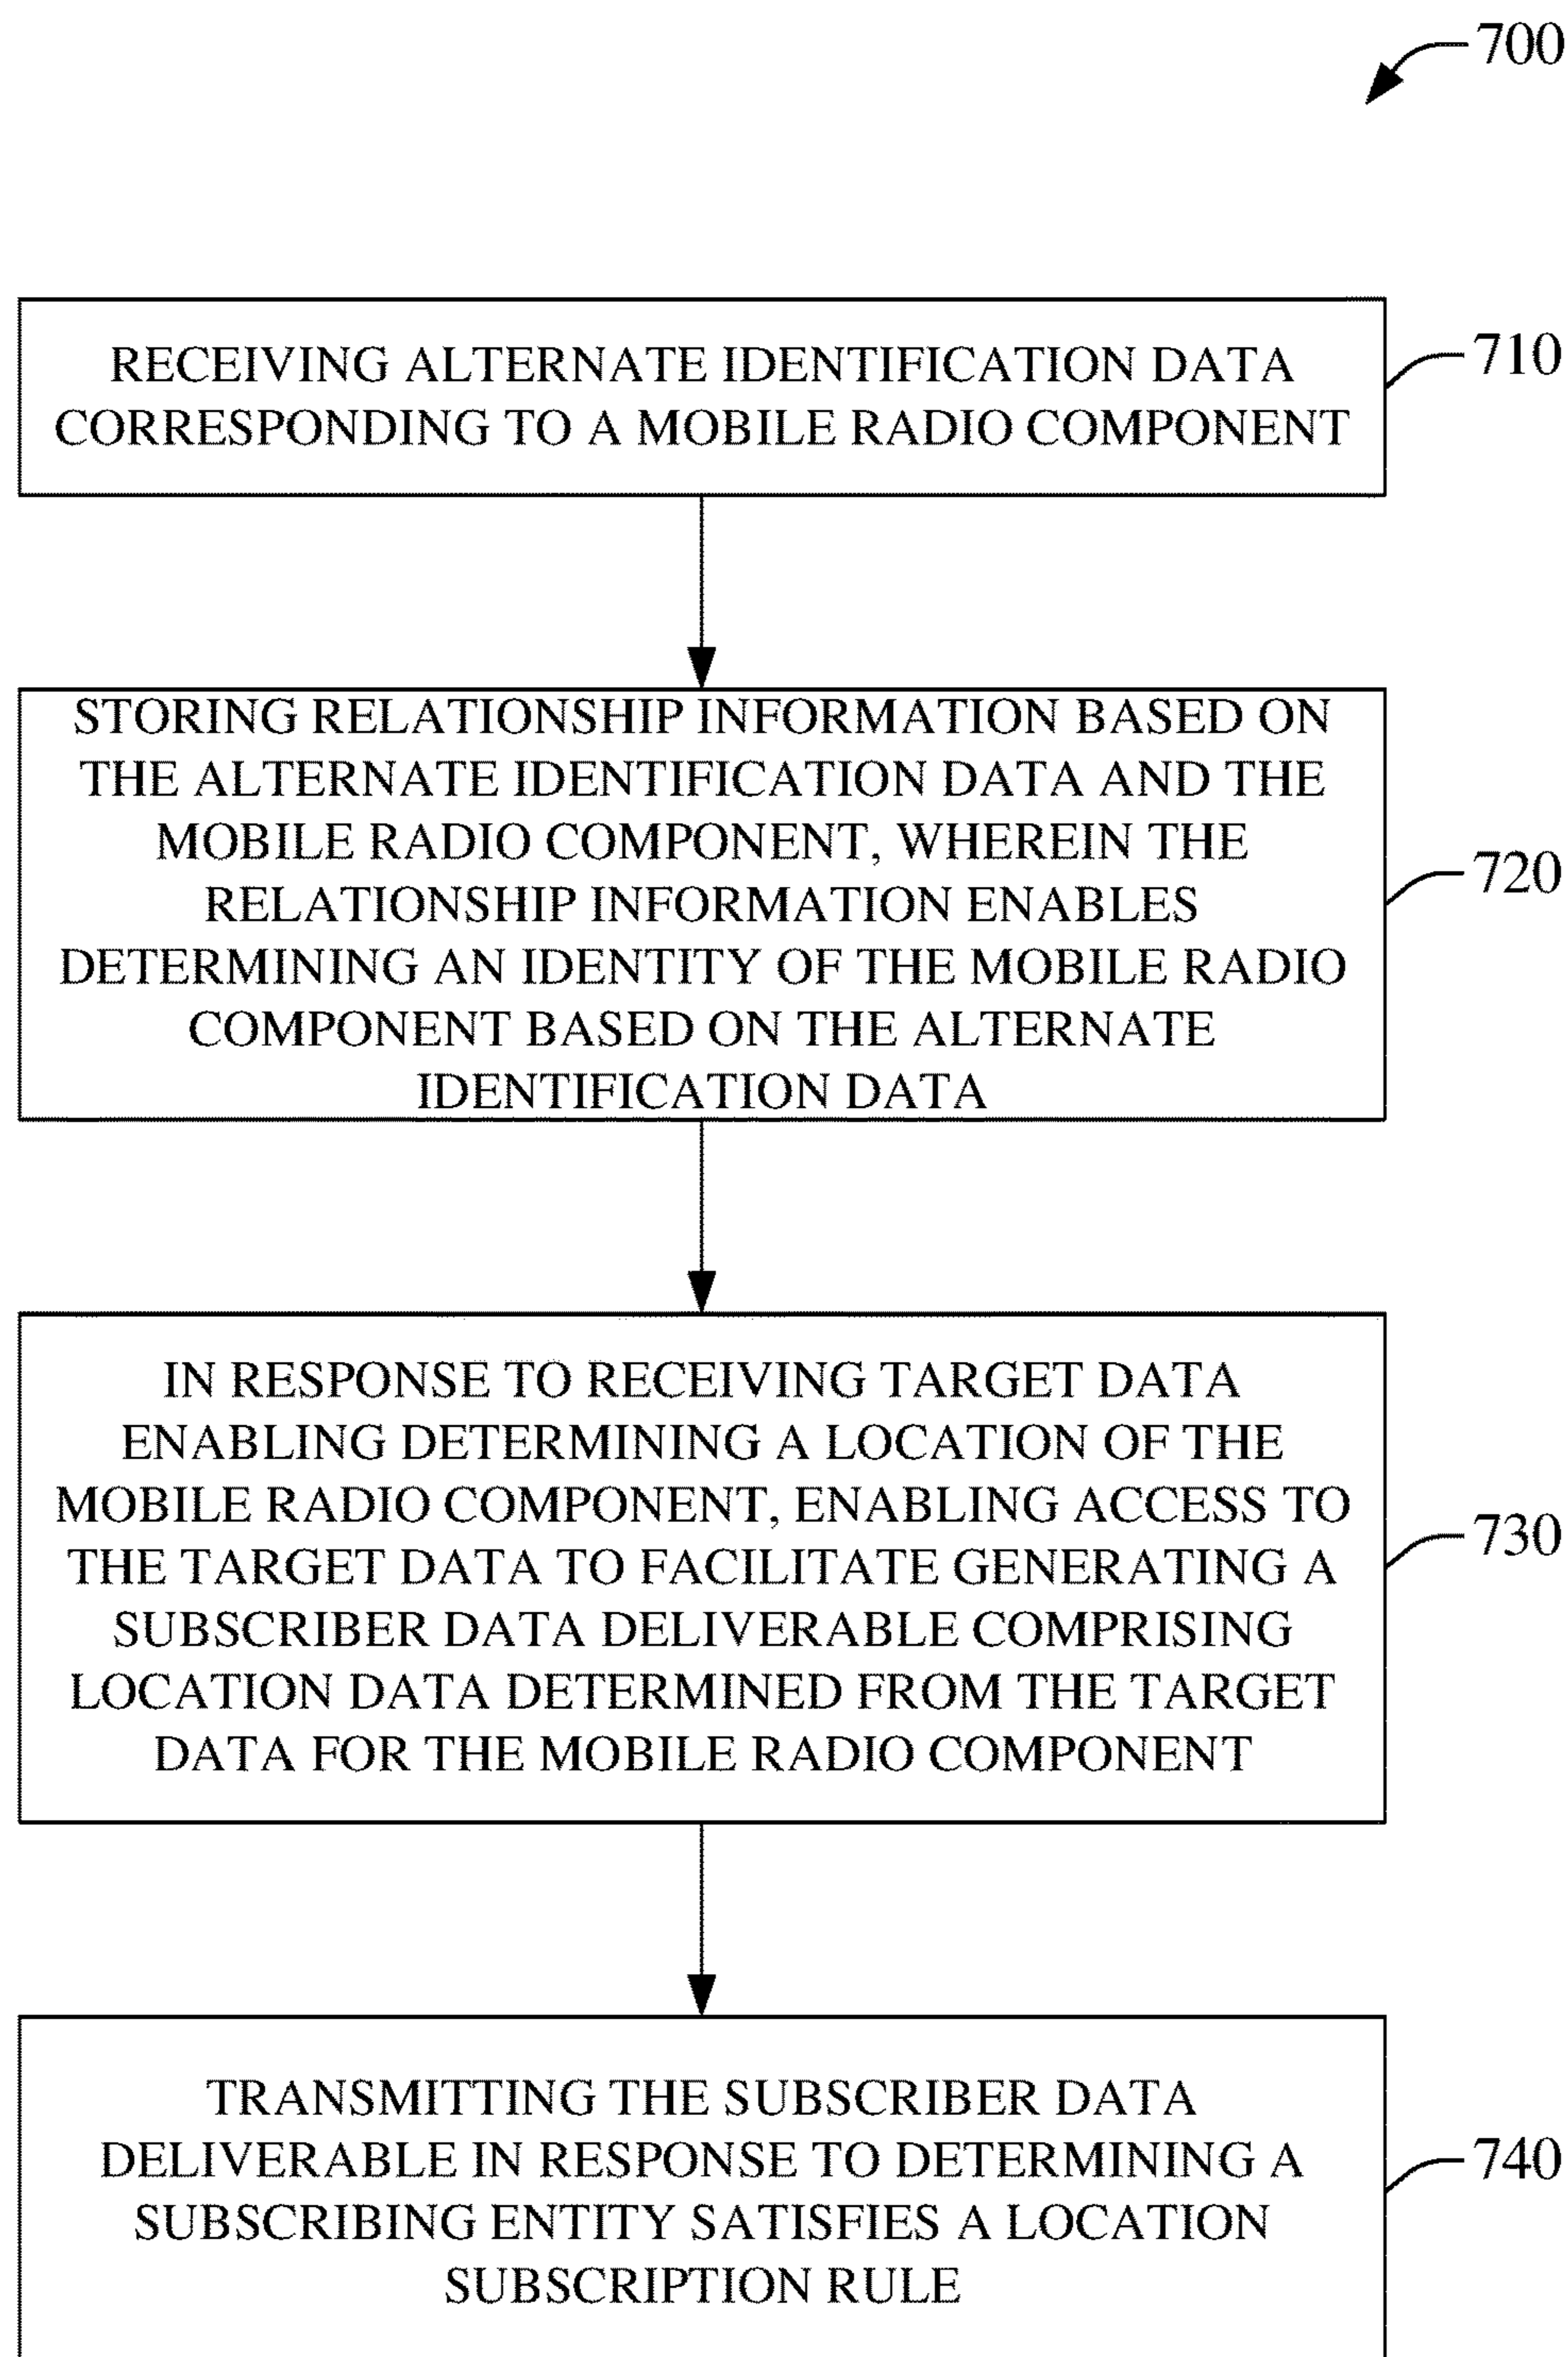 700
RECEIVING ALTERNATE IDENTIFICATION DATA
CORRESPONDING TO A MOBILE RADIO COMPONENT
710
STORING RELATIONSHIP INFORMATION BASED ON
THE ALTERNATE IDENTIFICATION DATA AND THE
MOBILE RADIO COMPONENT, WHEREIN THE
RELATIONSHIP INFORMATION ENABLES
DETERMINING AN IDENTITY OF THE MOBILE RADIO
COMPONENT BASED ON THE ALTERNATE
IDENTIFICATION DATA
720
IN RESPONSE TO RECEIVING TARGET DATA
ENABLING DETERMINING A LOCATION OF THE
MOBILE RADIO COMPONENT, ENABLING ACCESS TO
THE TARGET DATA TO FACILITATE GENERATING A
SUBSCRIBER DATA DELIVERABLE COMPRISING
LOCATION DATA DETERMINED FROM THE TARGET
DATA FOR THE MOBILE RADIO COMPONENT
730
TRANSMITTING THE SUBSCRIBER DATA
DELIVERABLE IN RESPONSE TO DETERMINING A
SUBSCRIBING ENTITY SATISFIES A LOCATION
SUBSCRIPTION RULE
740